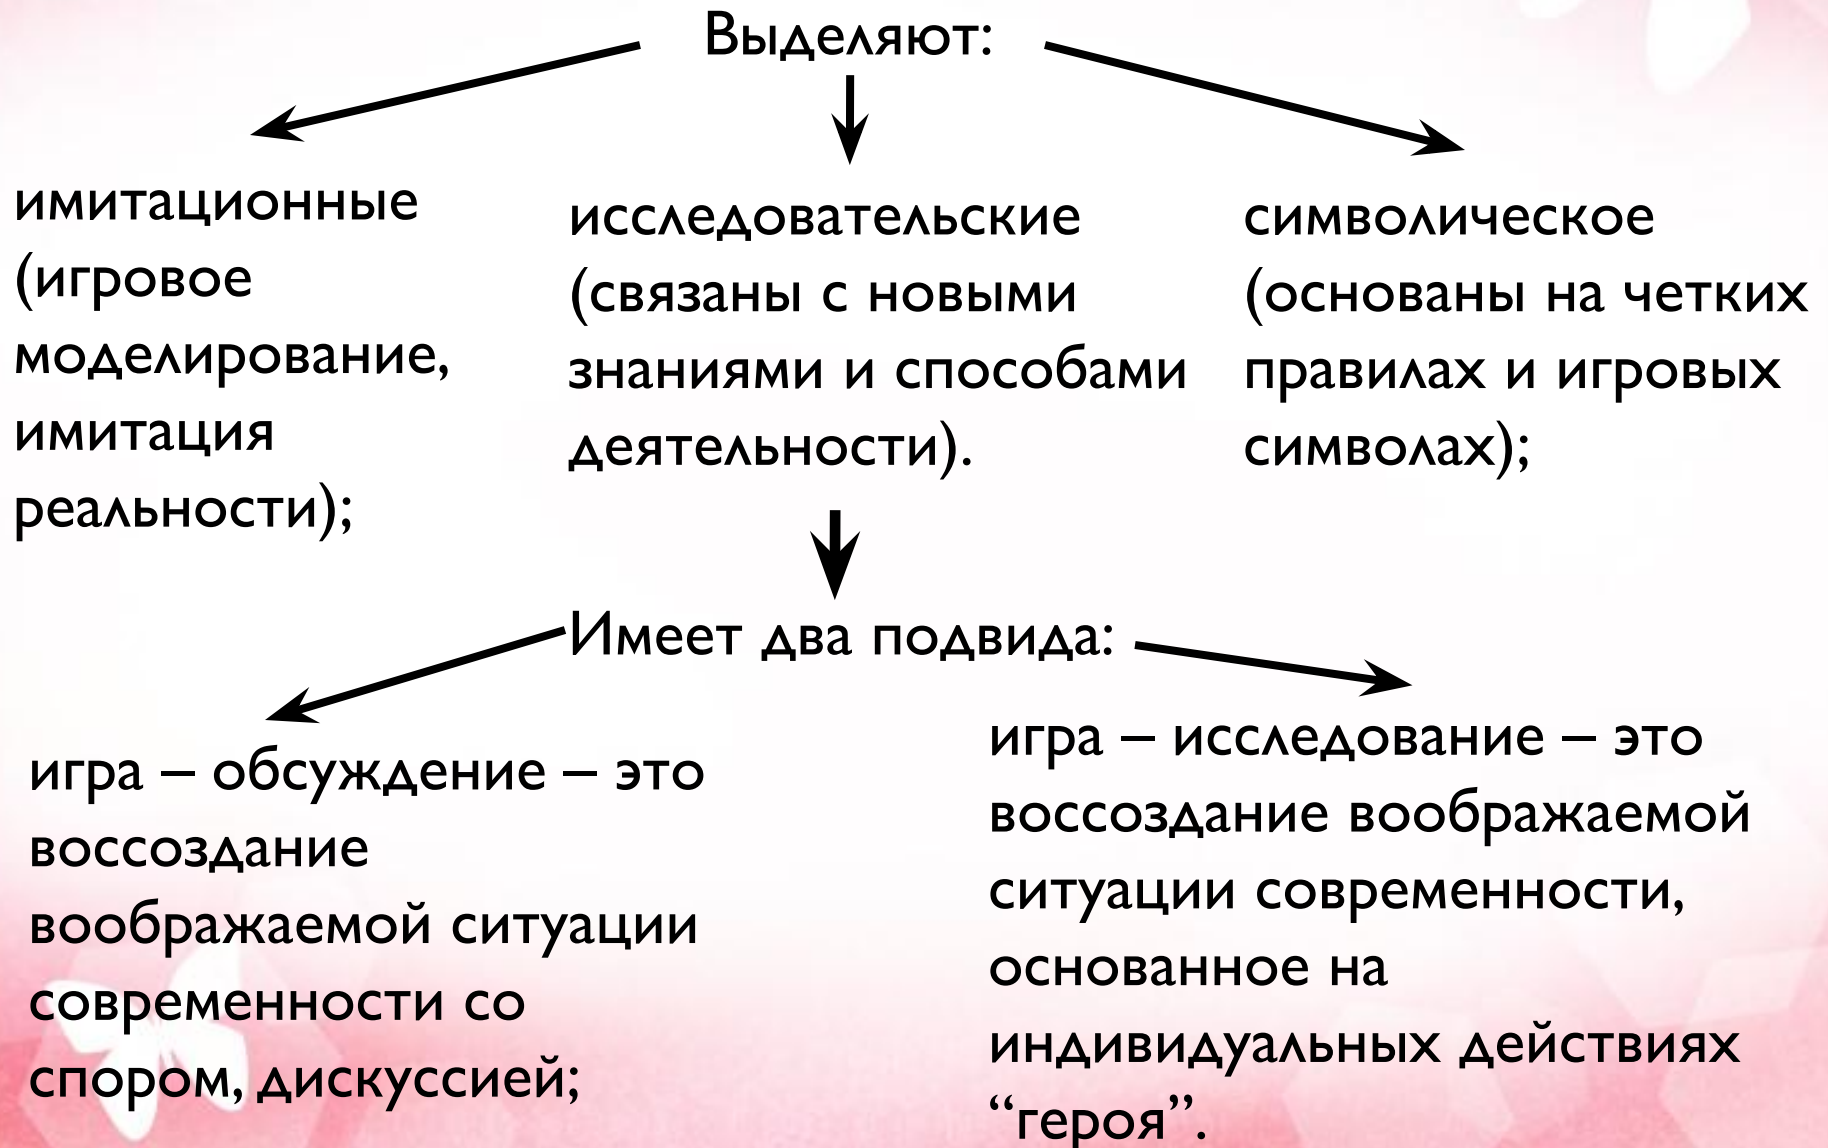 Выделяют:
имитационные
(игровое
моделирование,
имитация
реальности);
исследовательские
(связаны с новыми
знаниями и способами
деятельности).
символическое
(основаны на четких
правилах и игровых
символах);
Имеет два подвида:
игра – обсуждение – это
воссоздание
воображаемой ситуации
современности со
спором, дискуссией;
игра – исследование – это
воссоздание воображаемой
ситуации современности,
основанное на
индивидуальных действиях
“героя”.